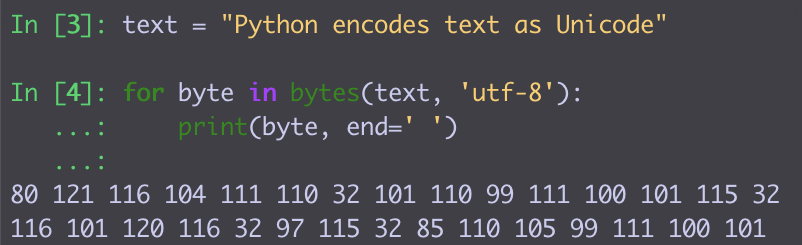 In [3]: text = "Python encodes text as Unicode"
In [4]: for byte in bytes(text, 'utf-8'):
   ...:     print(byte, end=' ')
   ...:
80 121 116 104 111 110 32 101 110 99 111 100 101 115 32
116 101 120 116 32 97 115 32 85 110 105 99 111 100 101